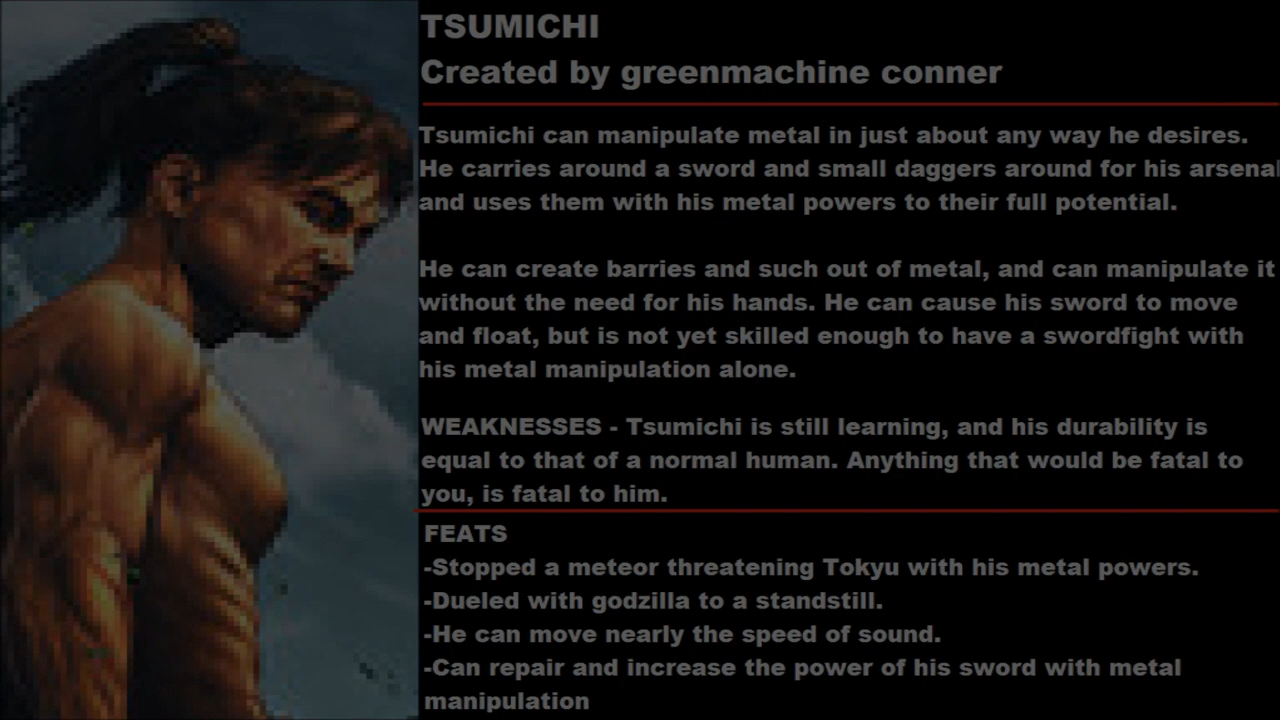 TSUMICHI
Created by greenmachine conner
Tsumichi can manipulate metal in just about any way he desires.
He carries around a sword and small daggers around for his arsenal
and uses them with his metal powers to their full potential.
He can create barries and such out of metal, and can manipulate it
without the need for his hands. He can cause his sword to move
and float, but is not yet skilled enough to have a swordfight with
his metal manipulation alone.
WEAKNESSES - Tsumichi is still learning, and his durability is
equal to that of a normal human. Anything that would be fatal to
you, is fatal to him.
FEATS
-Stopped a meteor threatening Tokyu with his metal powers.
-Dueled with godzilla to a standstill.
-He can move nearly the speed of sound.
-Can repair and increase the power of his sword with metal
manipulation